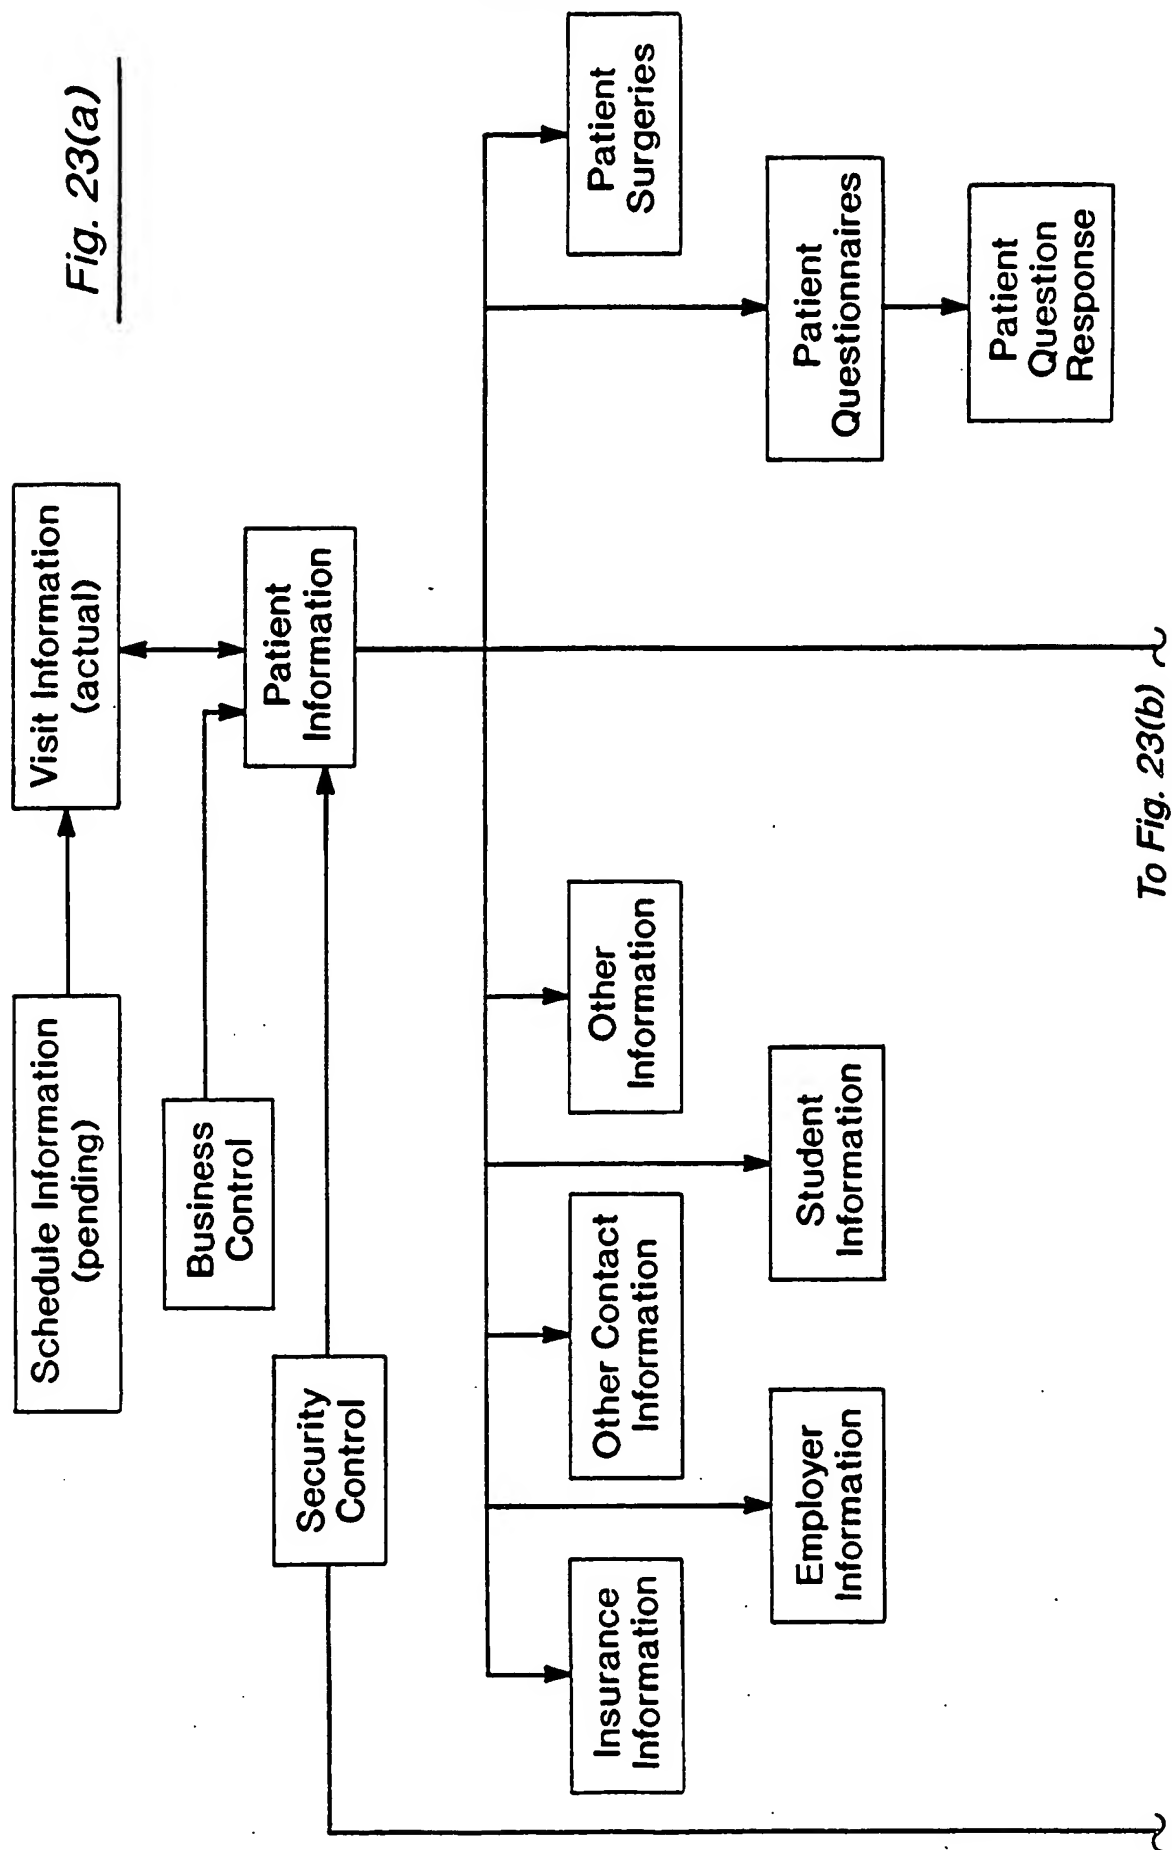 Fig. 23(a)
Schedule Information
(pending)
Visit Information
(actual)
Business
Control
Security
Control
Patient
Information
Insurance
Information
Other Contact
Information
Other
Information
Patient
Surgeries
Employer
Information
Student
Information
Patient
Questionnaires
Patient
Question
Response
To Fig. 23(b)